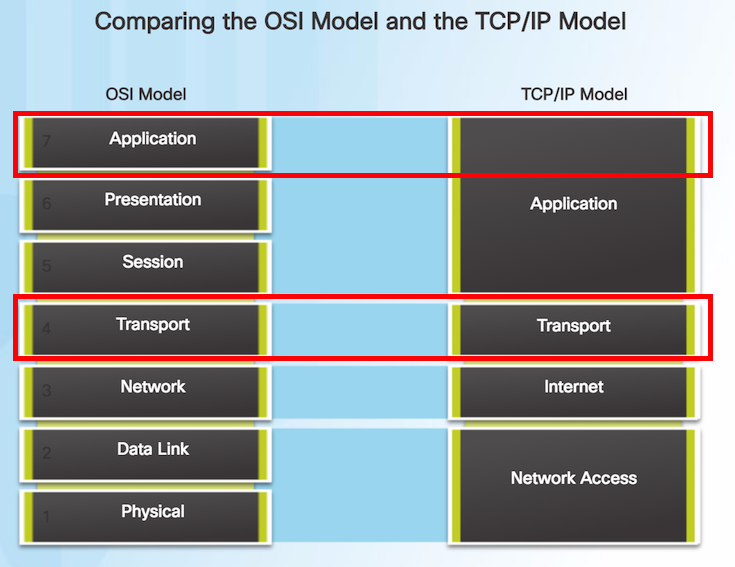 Comparing the OSI Model and the TCP/IP Model
OSI Model
TCP/IP Model
7 Application
6 Presentation
Application
5 Session
4 Transport
Transport
3 Network
Internet
2 Data Link
Network Access
1 Physical